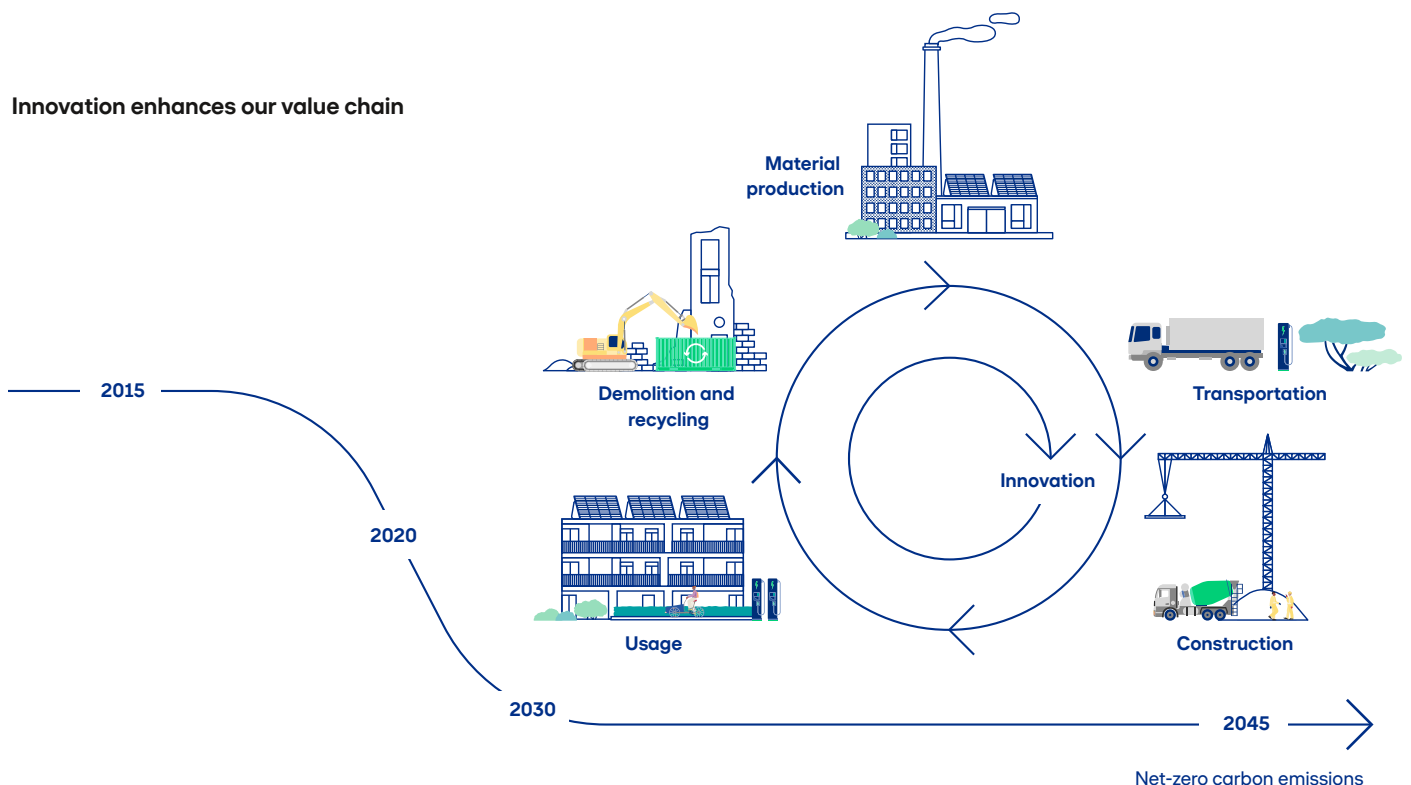 Innovation enhances our value chain
Material
production
Demolition and
recycling
Transportation
Innovation
Usage
Construction
2015
2020
2030
2045
Net-zero carbon emissions